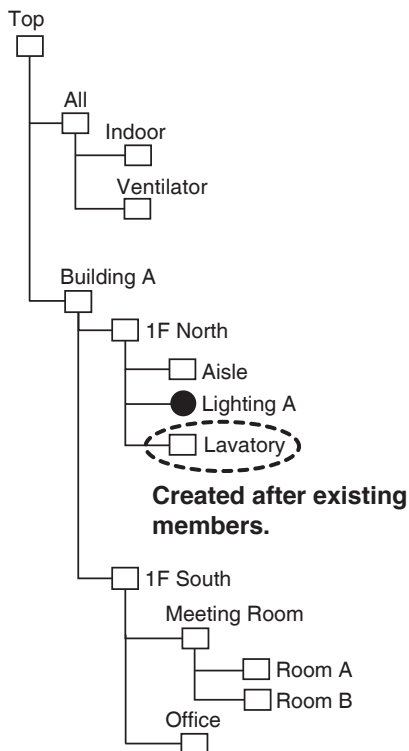 Top
All
Indoor
Ventilator
Building A
1F North
Aisle
Lighting A
Lavatory
Created after existing
members.
1F South
Meeting Room
Room A
Room B
Office